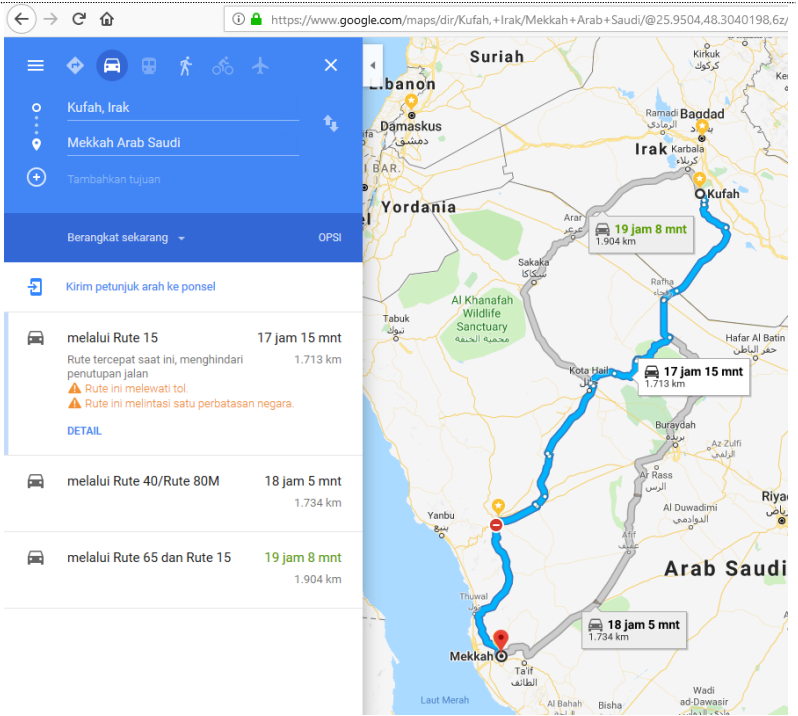 https://www.google.com/maps/dir/Kufah,+Irak/Mekkah+Arab+Saudi/@25.9504,48.3040198,6z/
Kufah, Irak
Mekkah Arab Saudi
Tambahkan tujuan
Berangkat sekarang
OPSI
Kirim petunjuk arah ke ponsel
melalui Rute 15 17 jam 15 mnt
Rute tercepat saat ini, menghindari 1.713 km
penutupan jalan
Rute ini melewati tol.
Rute ini melintasi satu perbatasan negara.
DETAIL
melalui Rute 40/Rute 80M 18 jam 5 mnt
1.734 km
melalui Rute 65 dan Rute 15 19 jam 8 mnt
1.904 km
Suriah
Kirkuk
كركوك
Libanon
Ramadi
الرمادي
Bagdad
بغداد
Damaskus
دمشق
Irak
Karbala
كربلاء
BAR.
Kufah
Yordania
Arar
عرعر
19 jam 8 mnt
1.904 km
Sakaka
سكاكا
Rafha
رفحاء
Al Khanafah
Wildlife
Sanctuary
محمية الخنفة
Tabuk
تبوك
Hafar Al Batin
حفر الباطن
Kota Hail
17 jam 15 mnt
1.713 km
Buraydah
بريدة
Az Zulfi
الزلفي
Ar Rass
الرس
Al Duwadimi
الدوادمي
Yanbu
ينبع
Afif
عفيف
Arab Saudi
Thuwal
ثول
18 jam 5 mnt
1.734 km
Mekkah
Ta'if
الطائف
Laut Merah
Al Bahah
Bisha
Wadi
ad-Dawasir